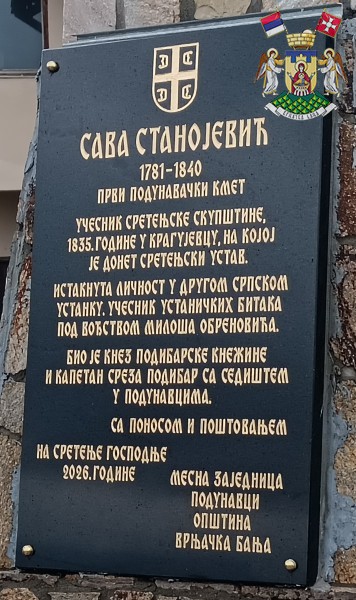 САВА СТАНОЈЕВИЋ
1781-1840
ПРВИ ПОДУНАВАЧКИ КМЕТ
УЧЕСНИК СРЕТЕЊСКЕ СКУПШТИНЕ,
1835. ГОДИНЕ У КРАГУЈЕВЦУ, НА КОЈОЈ
ЈЕ ДОНЕТ СРЕТЕЊСКИ УСТАВ.
ИСТАКНУТА ЛИЧНОСТ У ДРУГОМ СРПСКОМ
УСТАНКУ. УЧЕСНИК УСТАНИЧКИХ БИТАКА
ПОД ВОЂСТВОМ МИЛОША ОБРЕНОВИЋА.
БИО ЈЕ КНЕЗ ПОДИБАРСКЕ КНЕЖИНЕ
И КАПЕТАН СРЕЗА ПОДИБАР СА СЕДИШТЕМ
У ПОДУНАВЦИМА.
СА ПОНОСОМ И ПОШТОВАЊЕМ
НА СРЕТЕЊЕ ГОСПОДЊЕ
2026. ГОДИНЕ
МЕСНА ЗАЈЕДНИЦА
ПОДУНАВЦИ
ОПШТИНА
ВРЊАЧКА БАЊА